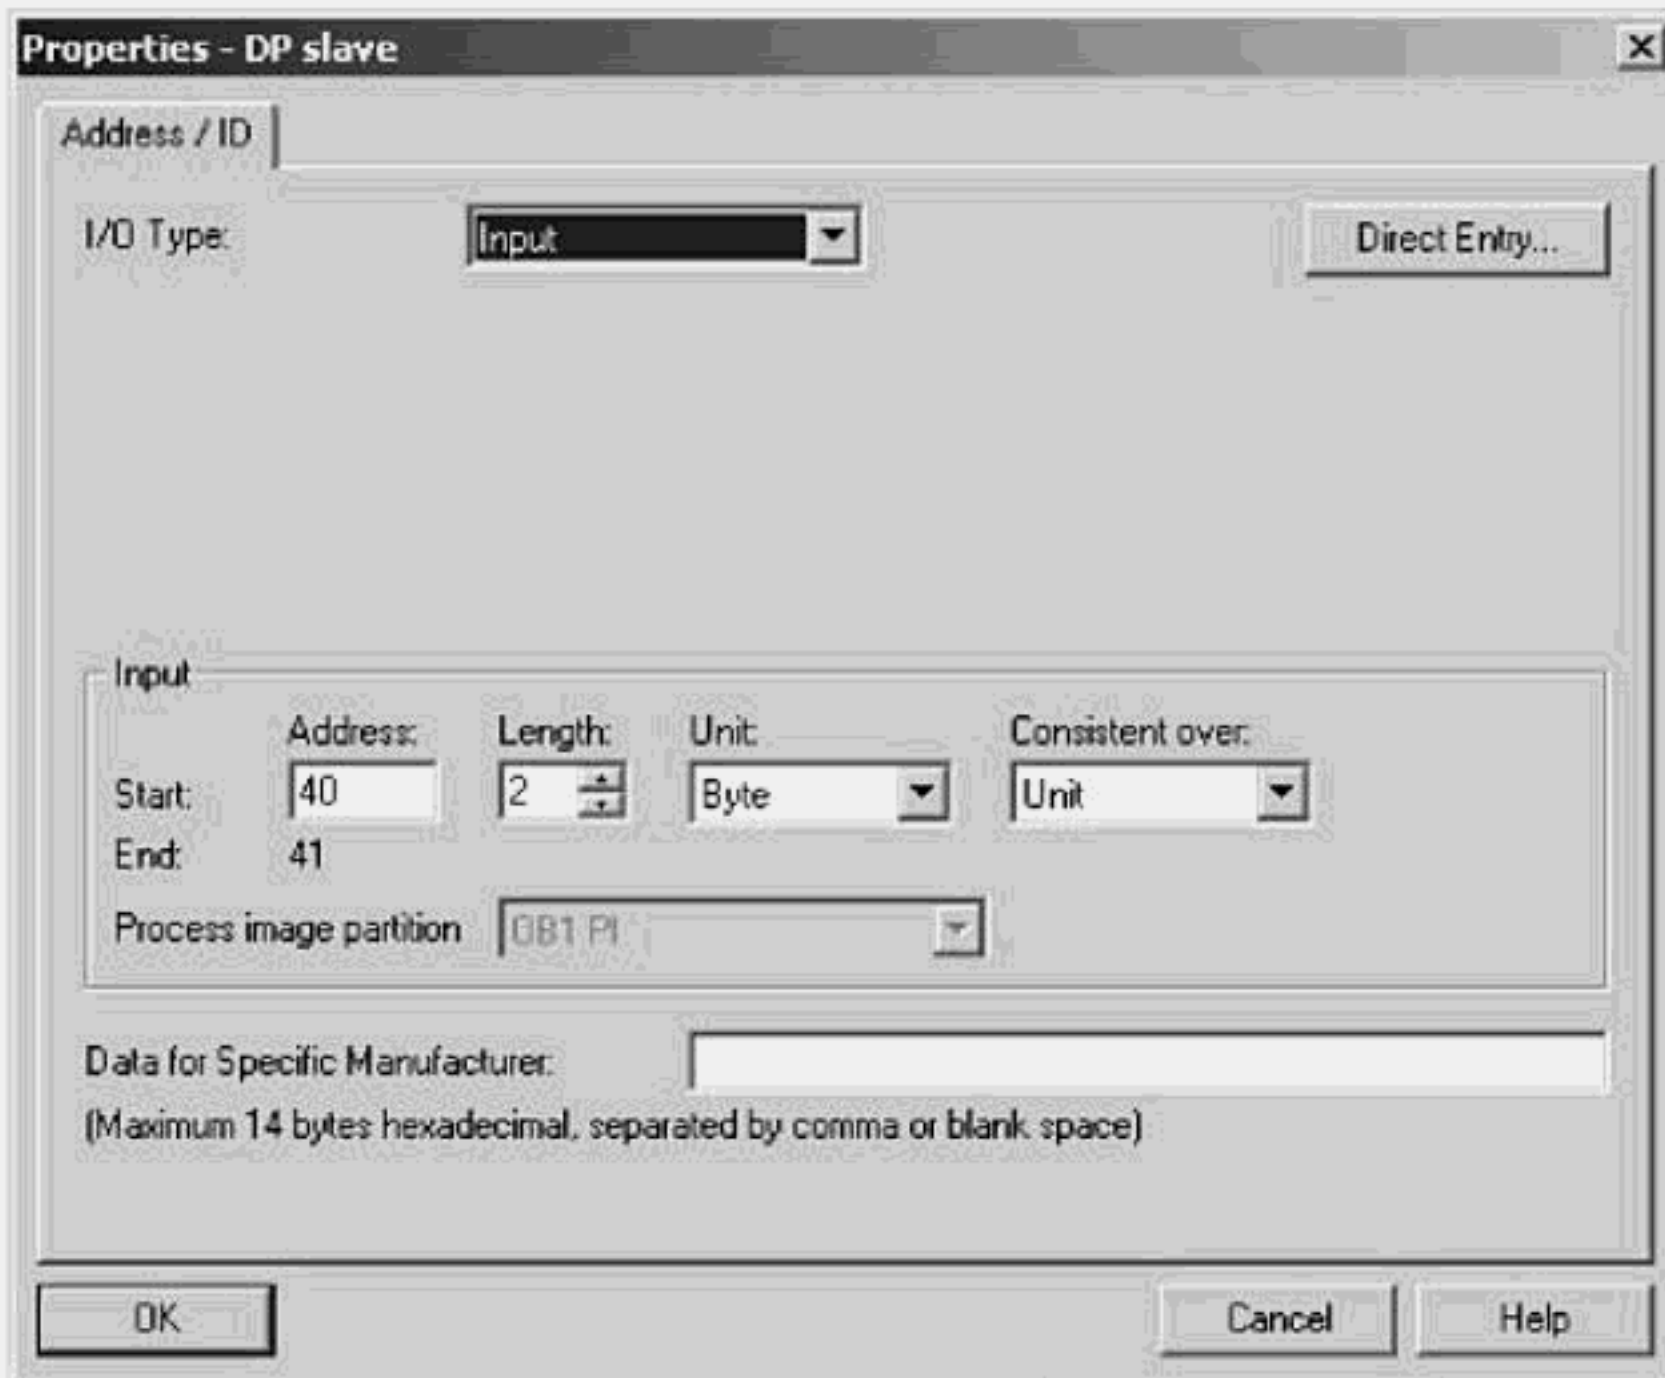 Properties - DP slave
Address / ID
I/O Type: Input Direct Entry...
Input
Address: Length: Unit: Consistent over:
Start: 40 2 Byte Unit
End: 41
Process image partition OB1 PI
Data for Specific Manufacturer:
(Maximum 14 bytes hexadecimal, separated by comma or blank space)
OK Cancel Help